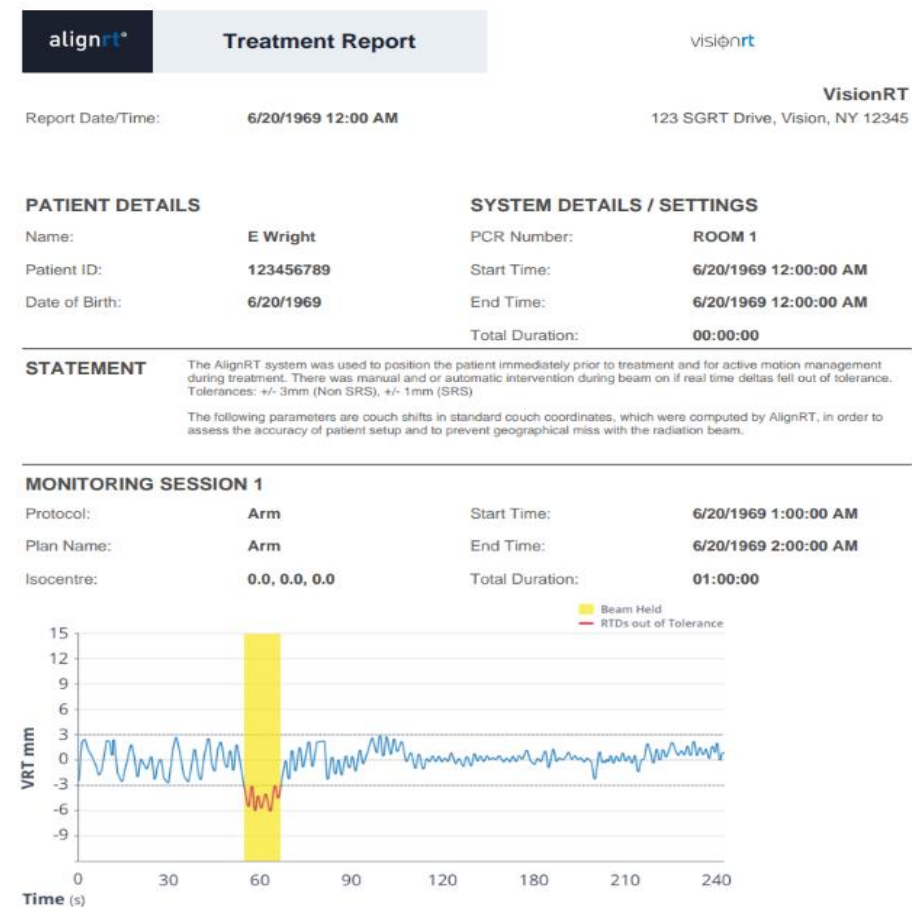 alignrt® Treatment Report visionrt
VisionRT
Report Date/Time: 6/20/1969 12:00 AM 123 SGRT Drive, Vision, NY 12345
PATIENT DETAILS SYSTEM DETAILS / SETTINGS
Name: E Wright PCR Number: ROOM 1
Patient ID: 123456789 Start Time: 6/20/1969 12:00:00 AM
Date of Birth: 6/20/1969 End Time: 6/20/1969 12:00:00 AM
Total Duration: 00:00:00
STATEMENT The AlignRT system was used to position the patient immediately prior to treatment and for active motion management
during treatment. There was manual and or automatic intervention during beam on if real time deltas fell out of tolerance.
Tolerances: +/- 3mm (Non SRS), +/- 1mm (SRS)
The following parameters are couch shifts in standard couch coordinates, which were computed by AlignRT, in order to
assess the accuracy of patient setup and to prevent geographical miss with the radiation beam.
MONITORING SESSION 1
Protocol: Arm Start Time: 6/20/1969 1:00:00 AM
Plan Name: Arm End Time: 6/20/1969 2:00:00 AM
Isocentre: 0.0, 0.0, 0.0 Total Duration: 01:00:00
Beam Held
RTDs out of Tolerance
VRT mm
15
12
9
6
3
0
-3
-6
-9
0 30 60 90 120 180 210 240
Time (s)